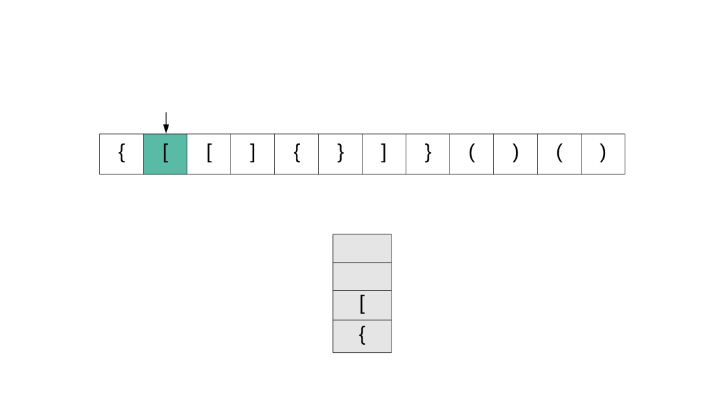 { [ [ ] { } ] } ( ) ( )
[
{